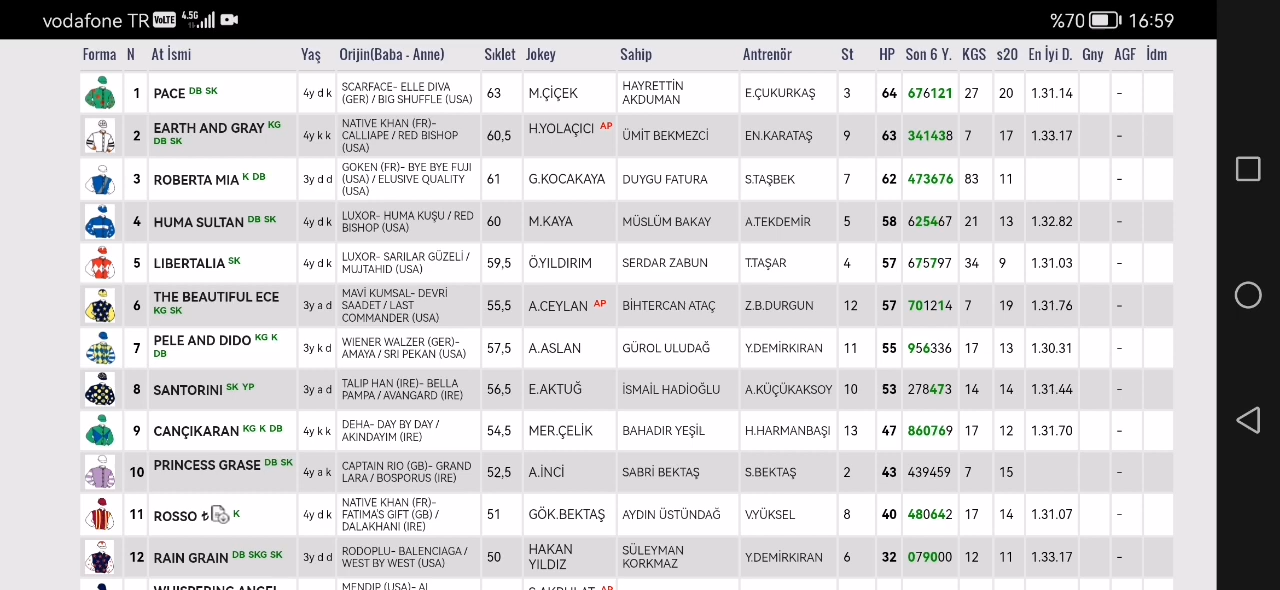 vodafone TR VoLTE 4.5G %70 16:59
Forma N At İsmi Yaş Orijin(Baba - Anne) Sıklet Jokey Sahip Antrenör St HP Son 6 Y. KGS s20 En İyi D. Gny AGF İdm
1 PACE DB SK 4y d k SCARFACE- ELLE DIVA (GER) / BIG SHUFFLE (USA) 63 M.ÇİÇEK HAYRETTİN AKDUMAN E.ÇUKURKAŞ 3 64 676121 27 20 1.31.14 -
2 EARTH AND GRAY KG DB SK 4y k k NATIVE KHAN (FR)- CALLIAPE / RED BISHOP (USA) 60,5 H.YOLAÇICI AP ÜMİT BEKMEZCİ EN.KARATAŞ 9 63 341438 7 17 1.33.17 -
3 ROBERTA MIA K DB 3y d d GOKEN (FR)- BYE BYE FUJI (USA) / ELUSIVE QUALITY (USA) 61 G.KOCAKAYA DUYGU FATURA S.TAŞBEK 7 62 473676 83 11 -
4 HUMA SULTAN DB SK 4y d k LUXOR- HUMA KUŞU / RED BISHOP (USA) 60 M.KAYA MÜSLÜM BAKAY A.TEKDEMİR 5 58 625467 21 13 1.32.82 -
5 LIBERTALIA SK 4y d k LUXOR- SARILAR GÜZELİ / MUJTAHID (USA) 59,5 Ö.YILDIRIM SERDAR ZABUN T.TAŞAR 4 57 675797 34 9 1.31.03 -
6 THE BEAUTIFUL ECE KG SK 3y a d MAVİ KUMSAL- DEVRİ SAADET / LAST COMMANDER (USA) 55,5 A.CEYLAN AP BİHTERCAN ATAÇ Z.B.DURDUN 12 57 701214 7 19 1.31.76 -
7 PELE AND DIDO KG K DB 3y k d WIENER WALZER (GER)- AMAYA / SRI PEKAN (USA) 57,5 A.ASLAN GÜROL ULUDAĞ Y.DEMİRKIRAN 11 55 956336 17 13 1.30.31 -
8 SANTORINI SK YP 3y a d TALIP HAN (IRE)- BELLA PAMPA / AVANGARD (IRE) 56,5 E.AKTUĞ İSMAİL HADİOĞLU A.KÜÇÜKAKSOY 10 53 278473 14 14 1.31.44 -
9 CANÇIKARAN KG K DB 4y k k DEHA- DAY BY DAY / AKINDAYIM (IRE) 54,5 MER.ÇELİK BAHADIR YEŞİL H.HARMANBAŞI 13 47 860769 17 12 1.31.70 -
10 PRINCESS GRASE DB SK 4y a k CAPTAIN RIO (GB)- GRAND LARA / BOSPORUS (IRE) 52,5 A.İNCİ SABRİ BEKTAŞ S.BEKTAŞ 2 43 439459 7 15 -
11 ROSSO ₺ K 4y d k NATIVE KHAN (FR)- FATIMA'S GIFT (GB) / DALAKHANI (IRE) 51 GÖK.BEKTAŞ AYDIN ÜSTÜNDAĞ V.YÜKSEL 8 40 480642 17 14 1.31.07 -
12 RAIN GRAIN DB SKG SK 3y d d RODOPLU- BALENCIAGA / WEST BY WEST (USA) 50 HAKAN YILDIZ SÜLEYMAN KORKMAZ Y.DEMİRKIRAN 6 32 079000 12 11 1.33.17 -
WHISPERING ANGEL MENDIP (USA)- AL AP